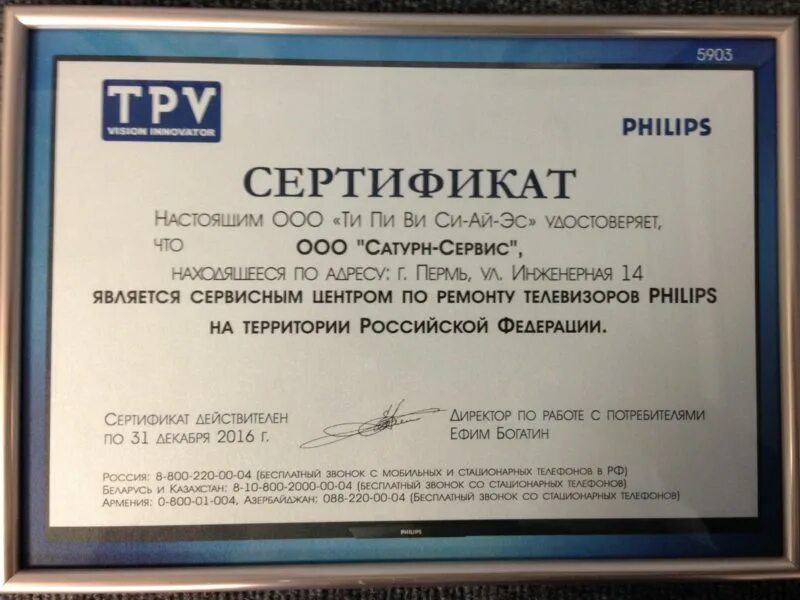 5903
TPV
VISION INNOVATOR
PHILIPS
СЕРТИФИКАТ
Настоящим ООО «Ти Пи Ви Си-Ай-Эс» удостоверяет,
что ООО "Сатурн-Сервис",
находящееся по адресу: г. Пермь, ул. Инженерная 14
является сервисным центром по ремонту телевизоров PHILIPS
на территории Российской Федерации.
Сертификат действителен
по 31 декабря 2016 г.
Директор по работе с потребителями
Ефим Богатин
Россия: 8-800-220-00-04 (бесплатный звонок с мобильных и стационарных телефонов в РФ)
Беларусь и Казахстан: 8-10-800-2000-00-04 (бесплатный звонок со стационарных телефонов)
Армения: 0-800-01-004, Азербайджан: 088-220-00-04 (Бесплатный звонок со стационарных телефонов)
PHILIPS